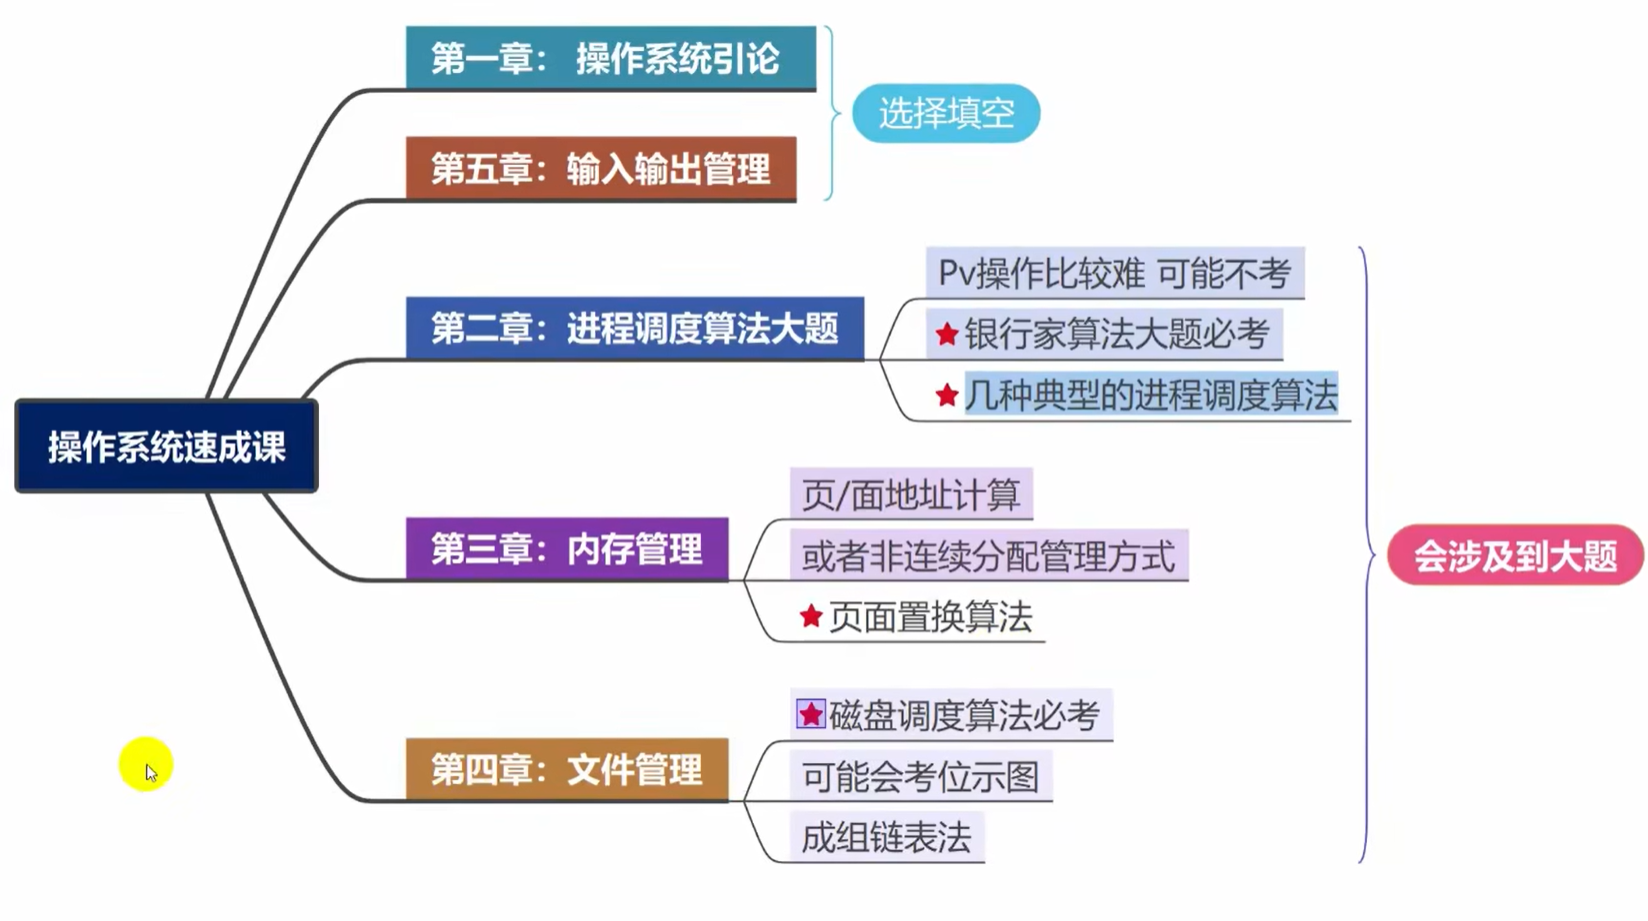 第一章： 操作系统引论
选择填空
第五章：输入输出管理
Pv操作比较难 可能不考
第二章：进程调度算法大题
银行家算法大题必考
几种典型的进程调度算法
操作系统速成课
页/面地址计算
第三章：内存管理
或者非连续分配管理方式
会涉及到大题
页面置换算法
磁盘调度算法必考
第四章：文件管理
可能会考位示图
成组链表法